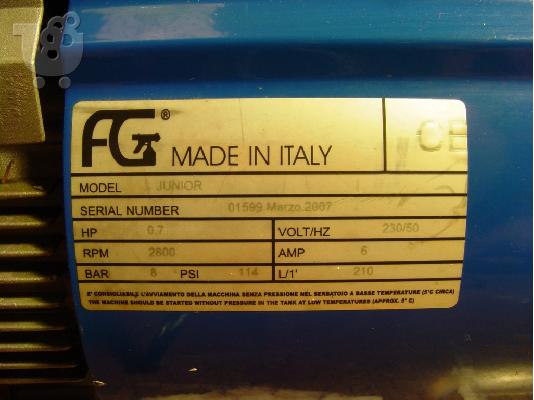 FG ®
MADE IN ITALY
CE
MODEL JUNIOR
SERIAL NUMBER 01599 Marzo 2007
HP 0,7 VOLT/HZ 230/50
RPM 2800 AMP 6
BAR 8 PSI 114 L/1' 210
E' CONSIGLIABILE L'AVVIAMENTO DELLA MACCHINA SENZA PRESSIONE NEL SERBATOIO A BASSE TEMPERATURE (5°C CIRCA)
THE MACHINE SHOULD BE STARTED WITHOUT PRESSURE IN THE TANK AT LOW TEMPERATURES (APPROX. 5° E)